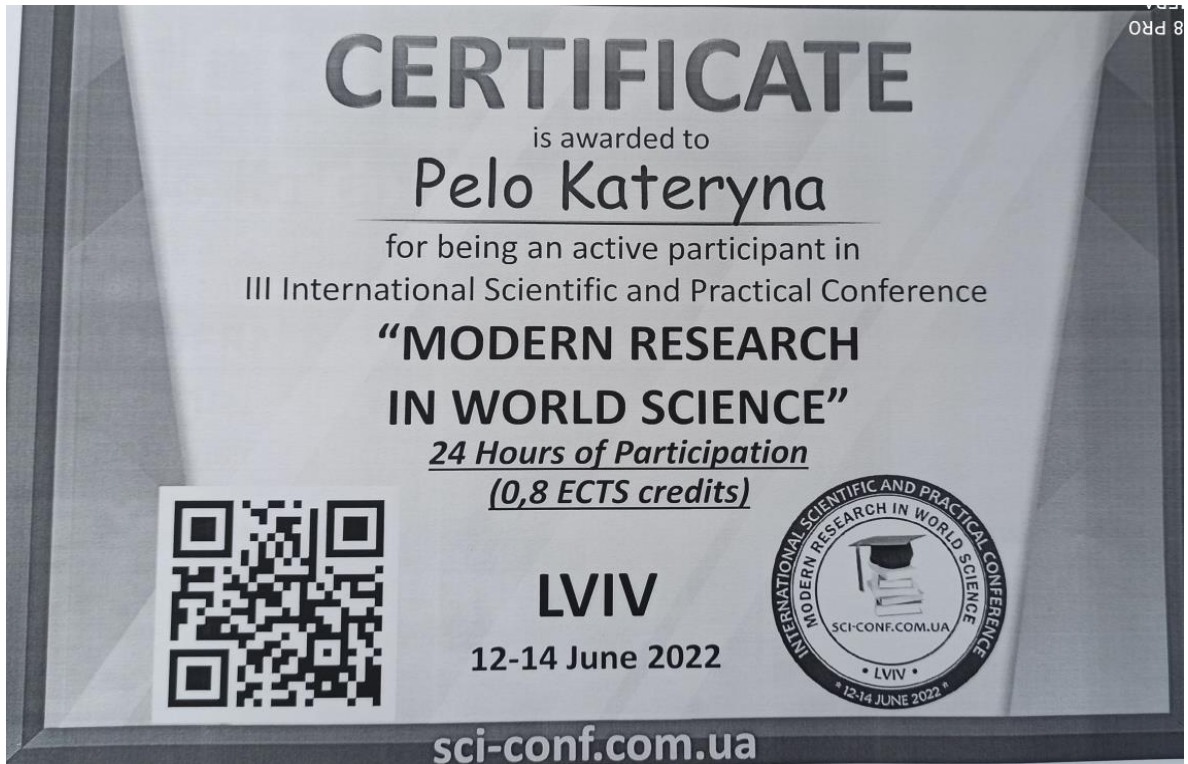 8 PRO
CERTIFICATE
is awarded to
Pelo Kateryna
for being an active participant in
III International Scientific and Practical Conference
“MODERN RESEARCH
IN WORLD SCIENCE”
24 Hours of Participation
(0,8 ECTS credits)
LVIV
12-14 June 2022
INTERNATIONAL SCIENTIFIC AND PRACTICAL CONFERENCE
MODERN RESEARCH IN WORLD SCIENCE
SCI-CONF.COM.UA
• LVIV •
* 12-14 JUNE 2022 *
sci-conf.com.ua